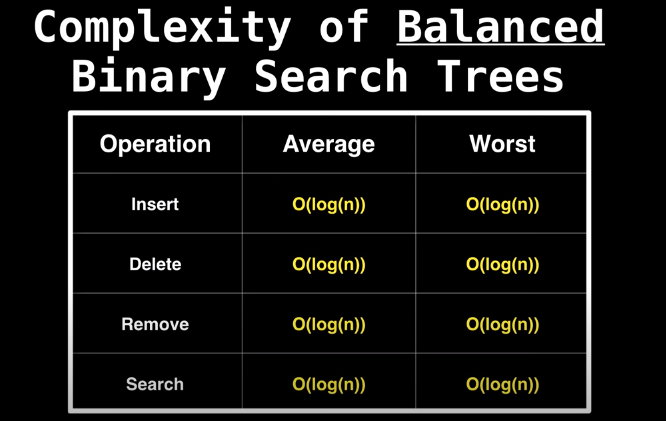 Complexity of Balanced
Binary Search Trees
Operation Average Worst
Insert O(log(n)) O(log(n))
Delete O(log(n)) O(log(n))
Remove O(log(n)) O(log(n))
Search O(log(n)) O(log(n))